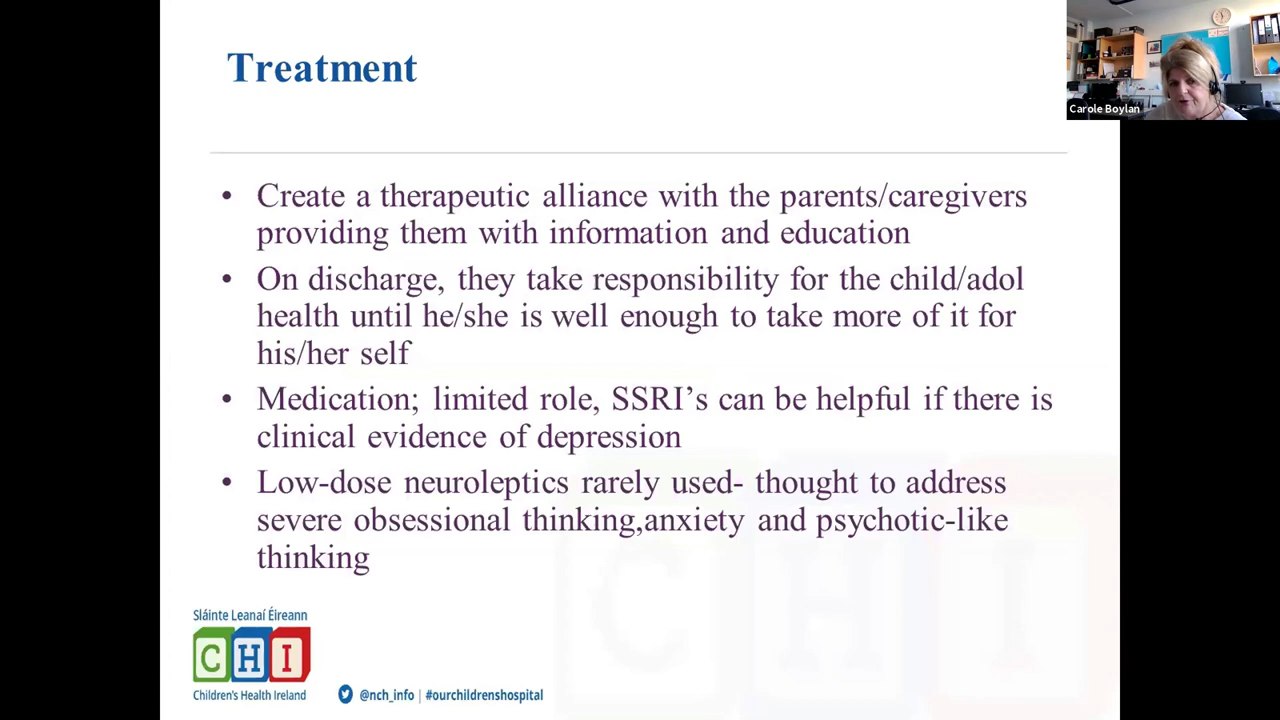 Treatment
Carole Boylan
• Create a therapeutic alliance with the parents/caregivers
providing them with information and education
• On discharge, they take responsibility for the child/adol
health until he/she is well enough to take more of it for
his/her self
• Medication; limited role, SSRI’s can be helpful if there is
clinical evidence of depression
• Low-dose neuroleptics rarely used- thought to address
severe obsessional thinking,anxiety and psychotic-like
thinking
Sláinte Leanaí Éireann
CHI
Children's Health Ireland
@nch_info | #ourchildrenshospital
CHI